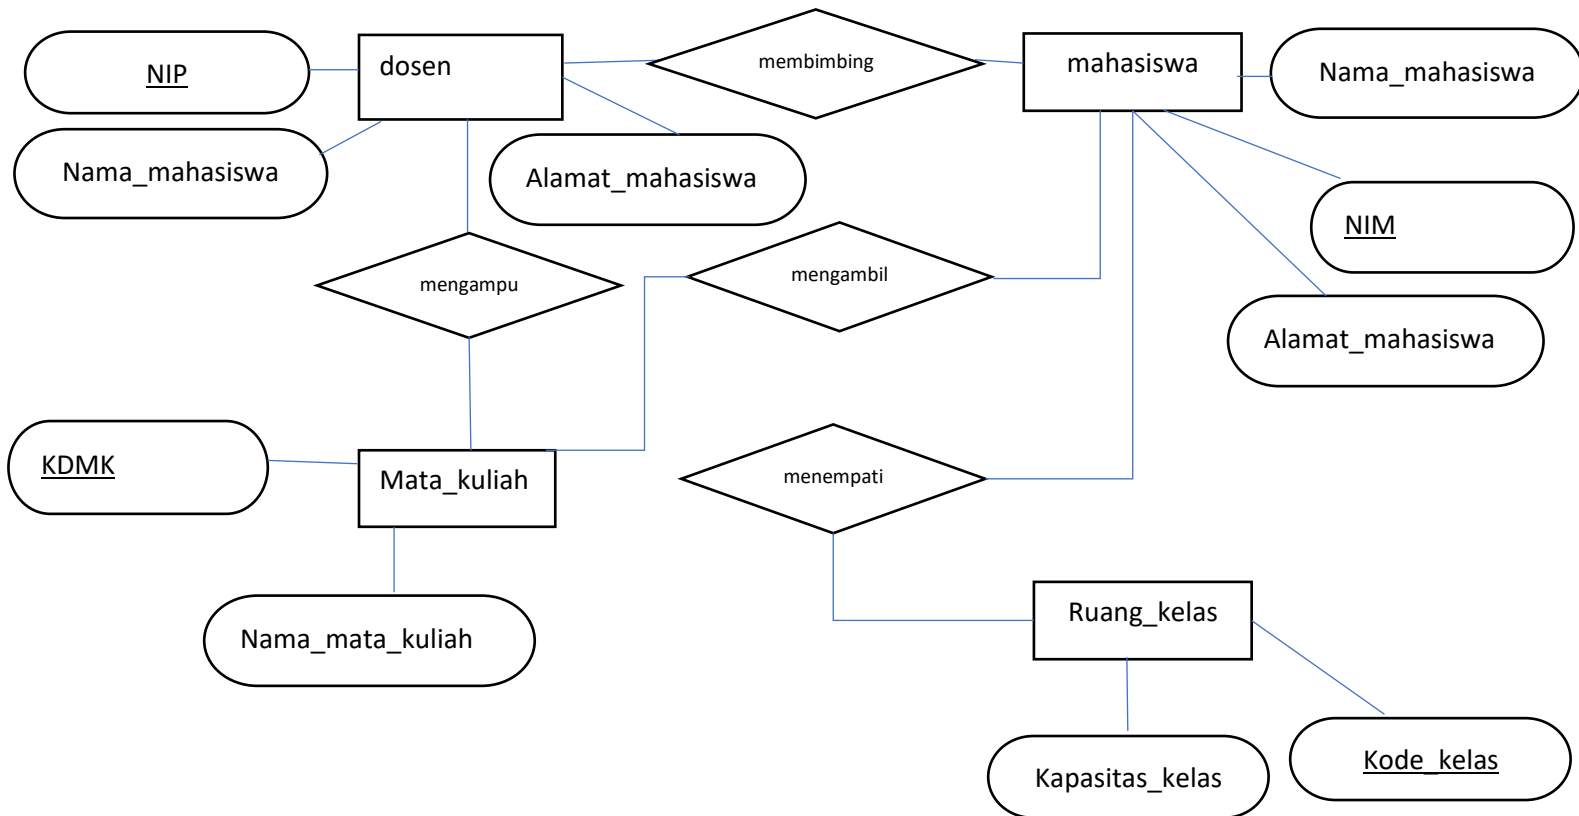 NIP
dosen
membimbing
mahasiswa
Nama_mahasiswa
Nama_mahasiswa
Alamat_mahasiswa
NIM
mengampu
mengambil
Alamat_mahasiswa
KDMK
Mata_kuliah
menempati
Nama_mata_kuliah
Ruang_kelas
Kapasitas_kelas
Kode_kelas